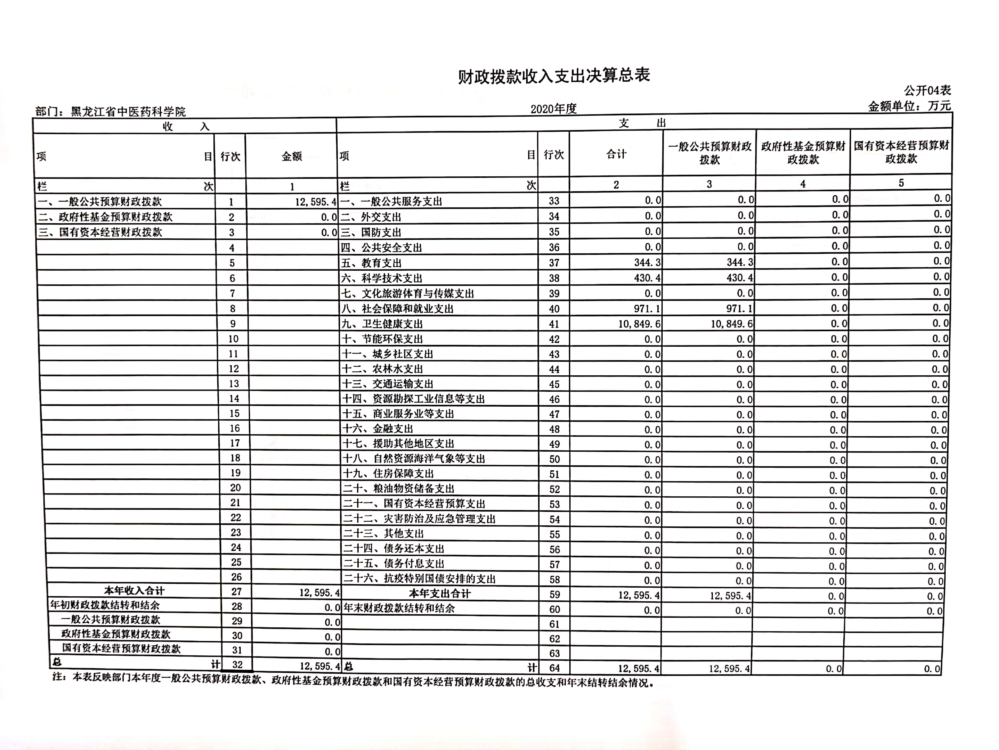 财政拨款收入支出决算总表
公开04表
部门：黑龙江省中医药科学院 2020年度 金额单位：万元
收 入 支 出
项 目 行次 金额 项 目 行次 合计 一般公共预算财政拨款 政府性基金预算财政拨款 国有资本经营预算财政拨款
栏 次 1 栏 次 2 3 4 5
一、一般公共预算财政拨款 1 12,595.4 一、一般公共服务支出 33 0.0 0.0 0.0 0.0
二、政府性基金预算财政拨款 2 0.0 二、外交支出 34 0.0 0.0 0.0 0.0
三、国有资本经营财政拨款 3 0.0 三、国防支出 35 0.0 0.0 0.0 0.0
4 四、公共安全支出 36 0.0 0.0 0.0 0.0
5 五、教育支出 37 344.3 344.3 0.0 0.0
6 六、科学技术支出 38 430.4 430.4 0.0 0.0
7 七、文化旅游体育与传媒支出 39 0.0 0.0 0.0 0.0
8 八、社会保障和就业支出 40 971.1 971.1 0.0 0.0
9 九、卫生健康支出 41 10,849.6 10,849.6 0.0 0.0
10 十、节能环保支出 42 0.0 0.0 0.0 0.0
11 十一、城乡社区支出 43 0.0 0.0 0.0 0.0
12 十二、农林水支出 44 0.0 0.0 0.0 0.0
13 十三、交通运输支出 45 0.0 0.0 0.0 0.0
14 十四、资源勘探工业信息等支出 46 0.0 0.0 0.0 0.0
15 十五、商业服务业等支出 47 0.0 0.0 0.0 0.0
16 十六、金融支出 48 0.0 0.0 0.0 0.0
17 十七、援助其他地区支出 49 0.0 0.0 0.0 0.0
18 十八、自然资源海洋气象等支出 50 0.0 0.0 0.0 0.0
19 十九、住房保障支出 51 0.0 0.0 0.0 0.0
20 二十、粮油物资储备支出 52 0.0 0.0 0.0 0.0
21 二十一、国有资本经营预算支出 53 0.0 0.0 0.0 0.0
22 二十二、灾害防治及应急管理支出 54 0.0 0.0 0.0 0.0
23 二十三、其他支出 55 0.0 0.0 0.0 0.0
24 二十四、债务还本支出 56 0.0 0.0 0.0 0.0
25 二十五、债务付息支出 57 0.0 0.0 0.0 0.0
26 二十六、抗疫特别国债安排的支出 58 0.0 0.0 0.0 0.0
本年收入合计 27 12,595.4 本年支出合计 59 12,595.4 12,595.4 0.0 0.0
年初财政拨款结转和结余 28 0.0 年末财政拨款结转和结余 60 0.0 0.0 0.0 0.0
一般公共预算财政拨款 29 0.0 61
政府性基金预算财政拨款 30 0.0 62
国有资本经营预算财政拨款 31 0.0 63
总 计 32 12,595.4 总 计 64 12,595.4 12,595.4 0.0 0.0
注：本表反映部门本年度一般公共预算财政拨款、政府性基金预算财政拨款和国有资本经营预算财政拨款的总收支和年末结转结余情况。